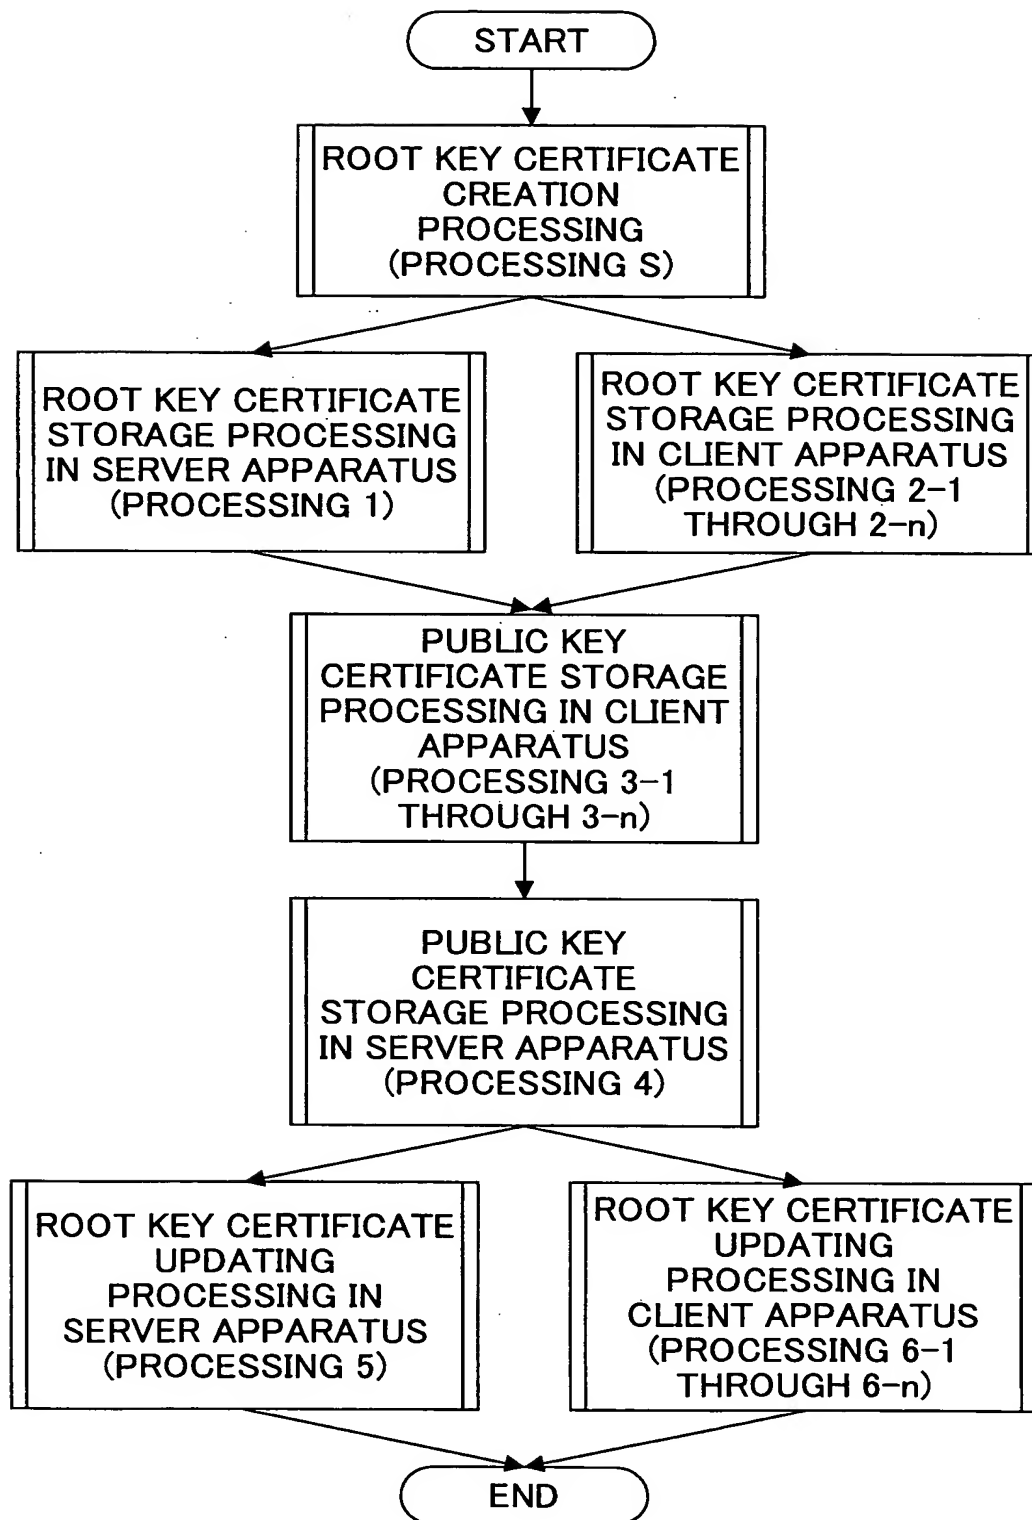 START
ROOT KEY CERTIFICATE
CREATION
PROCESSING
(PROCESSING S)
ROOT KEY CERTIFICATE
STORAGE PROCESSING
IN SERVER APPARATUS
(PROCESSING 1)
ROOT KEY CERTIFICATE
STORAGE PROCESSING
IN CLIENT APPARATUS
(PROCESSING 2-1
THROUGH 2-n)
PUBLIC KEY
CERTIFICATE STORAGE
PROCESSING IN CLIENT
APPARATUS
(PROCESSING 3-1
THROUGH 3-n)
PUBLIC KEY
CERTIFICATE
STORAGE PROCESSING
IN SERVER APPARATUS
(PROCESSING 4)
ROOT KEY CERTIFICATE
UPDATING
PROCESSING IN
SERVER APPARATUS
(PROCESSING 5)
ROOT KEY CERTIFICATE
UPDATING
PROCESSING IN
CLIENT APPARATUS
(PROCESSING 6-1
THROUGH 6-n)
END